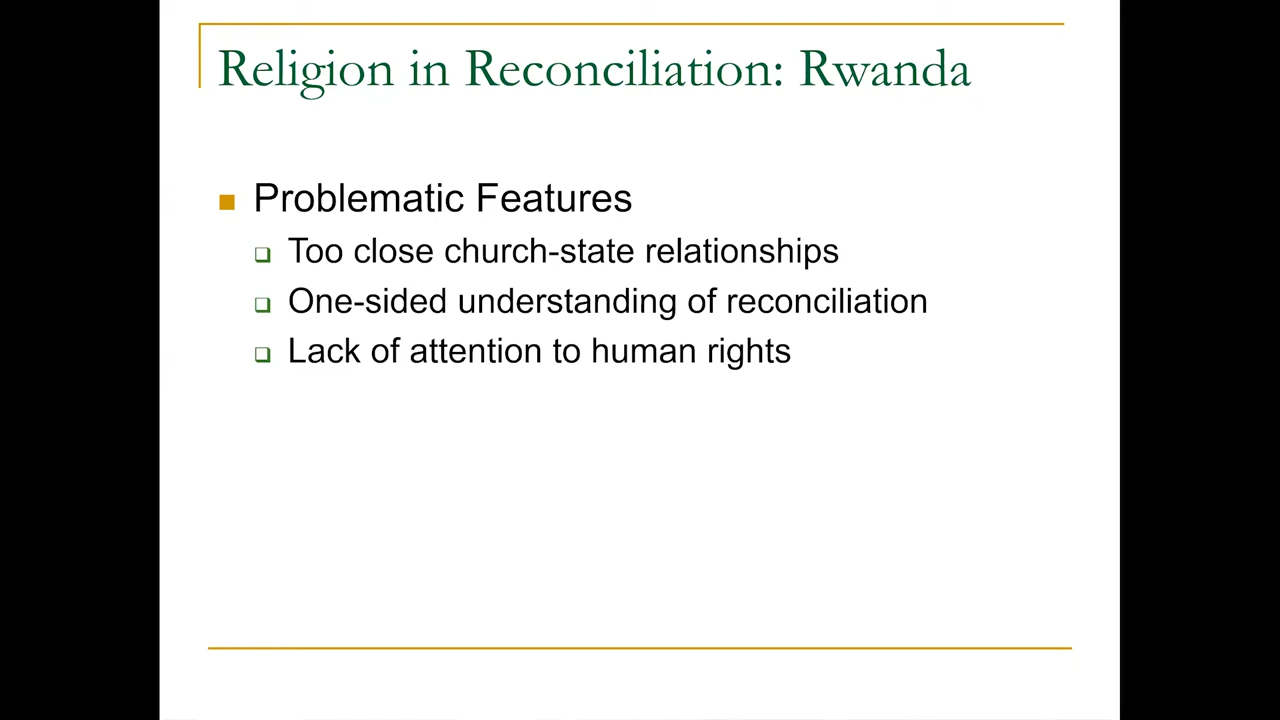 Religion in Reconciliation: Rwanda
Problematic Features
Too close church-state relationships
One-sided understanding of reconciliation
Lack of attention to human rights